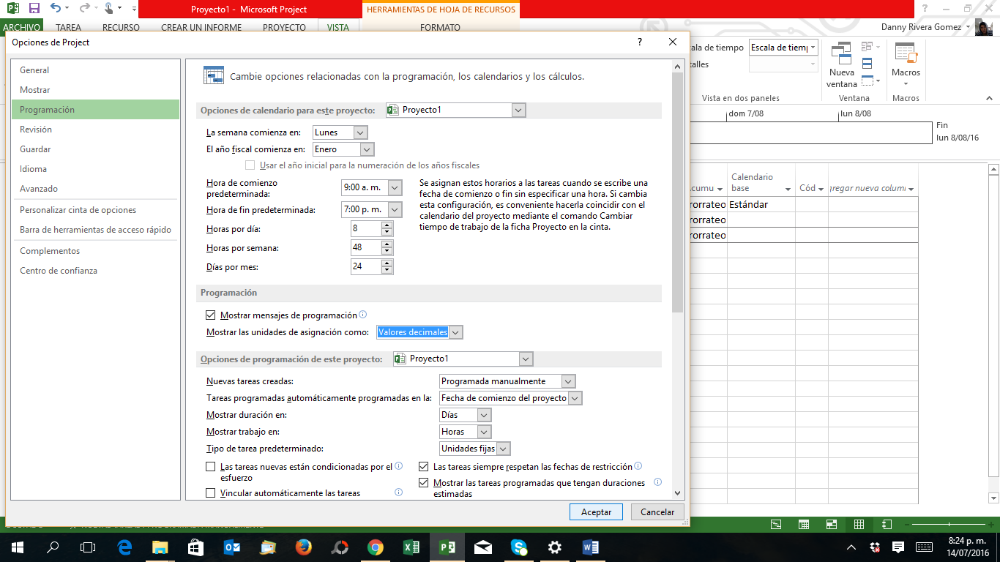 Proyecto1 - Microsoft Project
HERRAMIENTAS DE HOJA DE RECURSOS
?
ARCHIVO TAREA RECURSO CREAR UN INFORME PROYECTO VISTA FORMATO
Danny Rivera Gomez
Opciones de Project
?
General
Mostrar
Programación
Revisión
Guardar
Idioma
Avanzado
Personalizar cinta de opciones
Barra de herramientas de acceso rápido
Complementos
Centro de confianza
Cambie opciones relacionadas con la programación, los calendarios y los cálculos.
Opciones de calendario para este proyecto: Proyecto1
La semana comienza en: Lunes
El año fiscal comienza en: Enero
Usar el año inicial para la numeración de los años fiscales
Hora de comienzo
predeterminada: 9:00 a. m.
Hora de fin predeterminada: 7:00 p. m.
Horas por día: 8
Horas por semana: 48
Días por mes: 24
Se asignan estos horarios a las tareas cuando se escribe una
fecha de comienzo o fin sin especificar una hora. Si cambia
esta configuración, es conveniente hacerla coincidir con el
calendario del proyecto mediante el comando Cambiar
tiempo de trabajo de la ficha Proyecto en la cinta.
Programación
Mostrar mensajes de programación
Mostrar las unidades de asignación como: Valores decimales
Opciones de programación de este proyecto: Proyecto1
Nuevas tareas creadas: Programada manualmente
Tareas programadas automáticamente programadas en la: Fecha de comienzo del proyecto
Mostrar duración en: Días
Mostrar trabajo en: Horas
Tipo de tarea predeterminado: Unidades fijas
Las tareas nuevas están condicionadas por el
esfuerzo
Vincular automáticamente las tareas
Las tareas siempre respetan las fechas de restricción
Mostrar las tareas programadas que tengan duraciones
estimadas
Aceptar Cancelar
ala de tiempo Escala de tiemp
talles
Nueva
ventana
Macros
Vista en dos paneles Ventana Macros
dom 7/08 lun 8/08
Fin
lun 8/08/16
Calendario
base
cumu Cód regar nueva colum
rorrateo Estándar
rorrateo
rorrateo
8:24 p. m.
14/07/2016